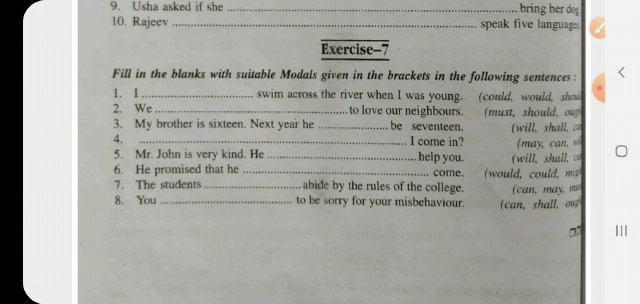 9. Usha asked if she ........................ bring her dog
10. Rajeev ........................ speak five languages
Exercise–7
Fill in the blanks with suitable Modals given in the brackets in the following sentences :
1. I ........................ swim across the river when I was young. (could, would,
2. We ........................ to love our neighbours. (must, should,
3. My brother is sixteen. Next year he ........................ be seventeen. (will, shall,
4. ........................ I come in? (may, can,
5. Mr. John is very kind. He ........................ help you. (will, shall,
6. He promised that he ........................ come. (would, could,
7. The students ........................ abide by the rules of the college. (can, may,
8. You ........................ to be sorry for your misbehaviour. (can, shall,